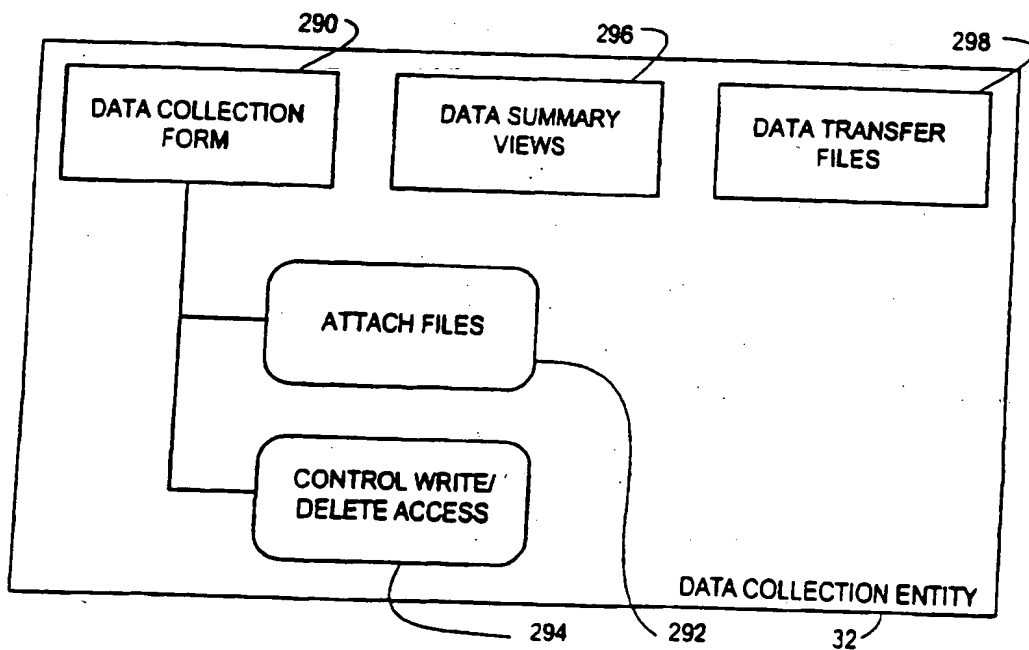 290
296
298
DATA COLLECTION
FORM
DATA SUMMARY
VIEWS
DATA TRANSFER
FILES
ATTACH FILES
CONTROL WRITE/
DELETE ACCESS
DATA COLLECTION ENTITY
294
292
32